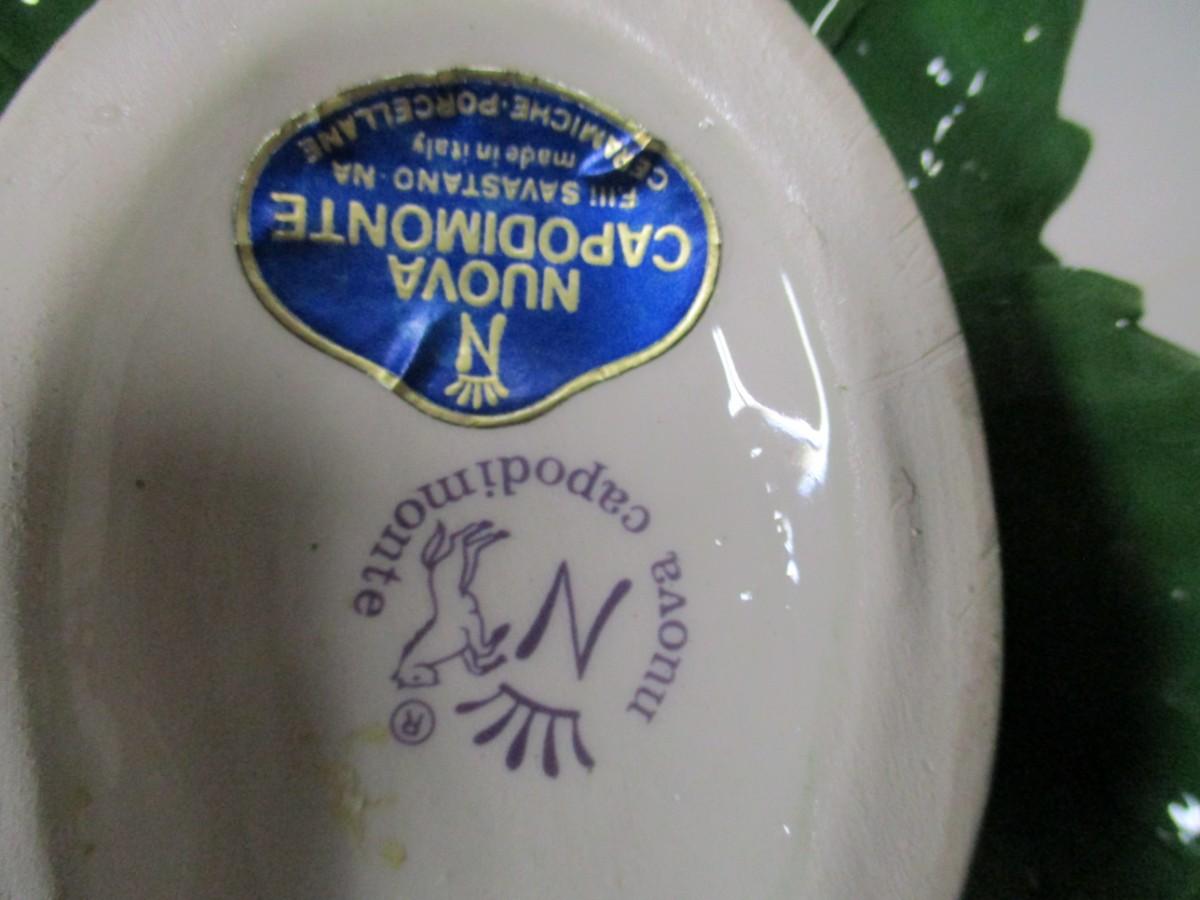 N
NUOVA
CAPODIMONTE
F.lli SAVASTANO - NA
made in italy
CERAMICHE · PORCELLANE
nuova capodimonte
N
®